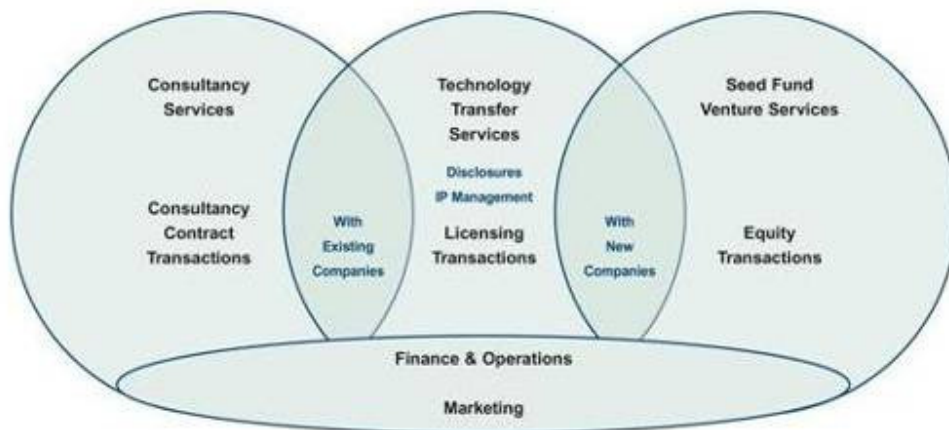 Consultancy
Services
Consultancy
Contract
Transactions
With
Existing
Companies
Technology
Transfer
Services
Disclosures
IP Management
Licensing
Transactions
With
New
Companies
Seed Fund
Venture Services
Equity
Transactions
Finance & Operations
Marketing